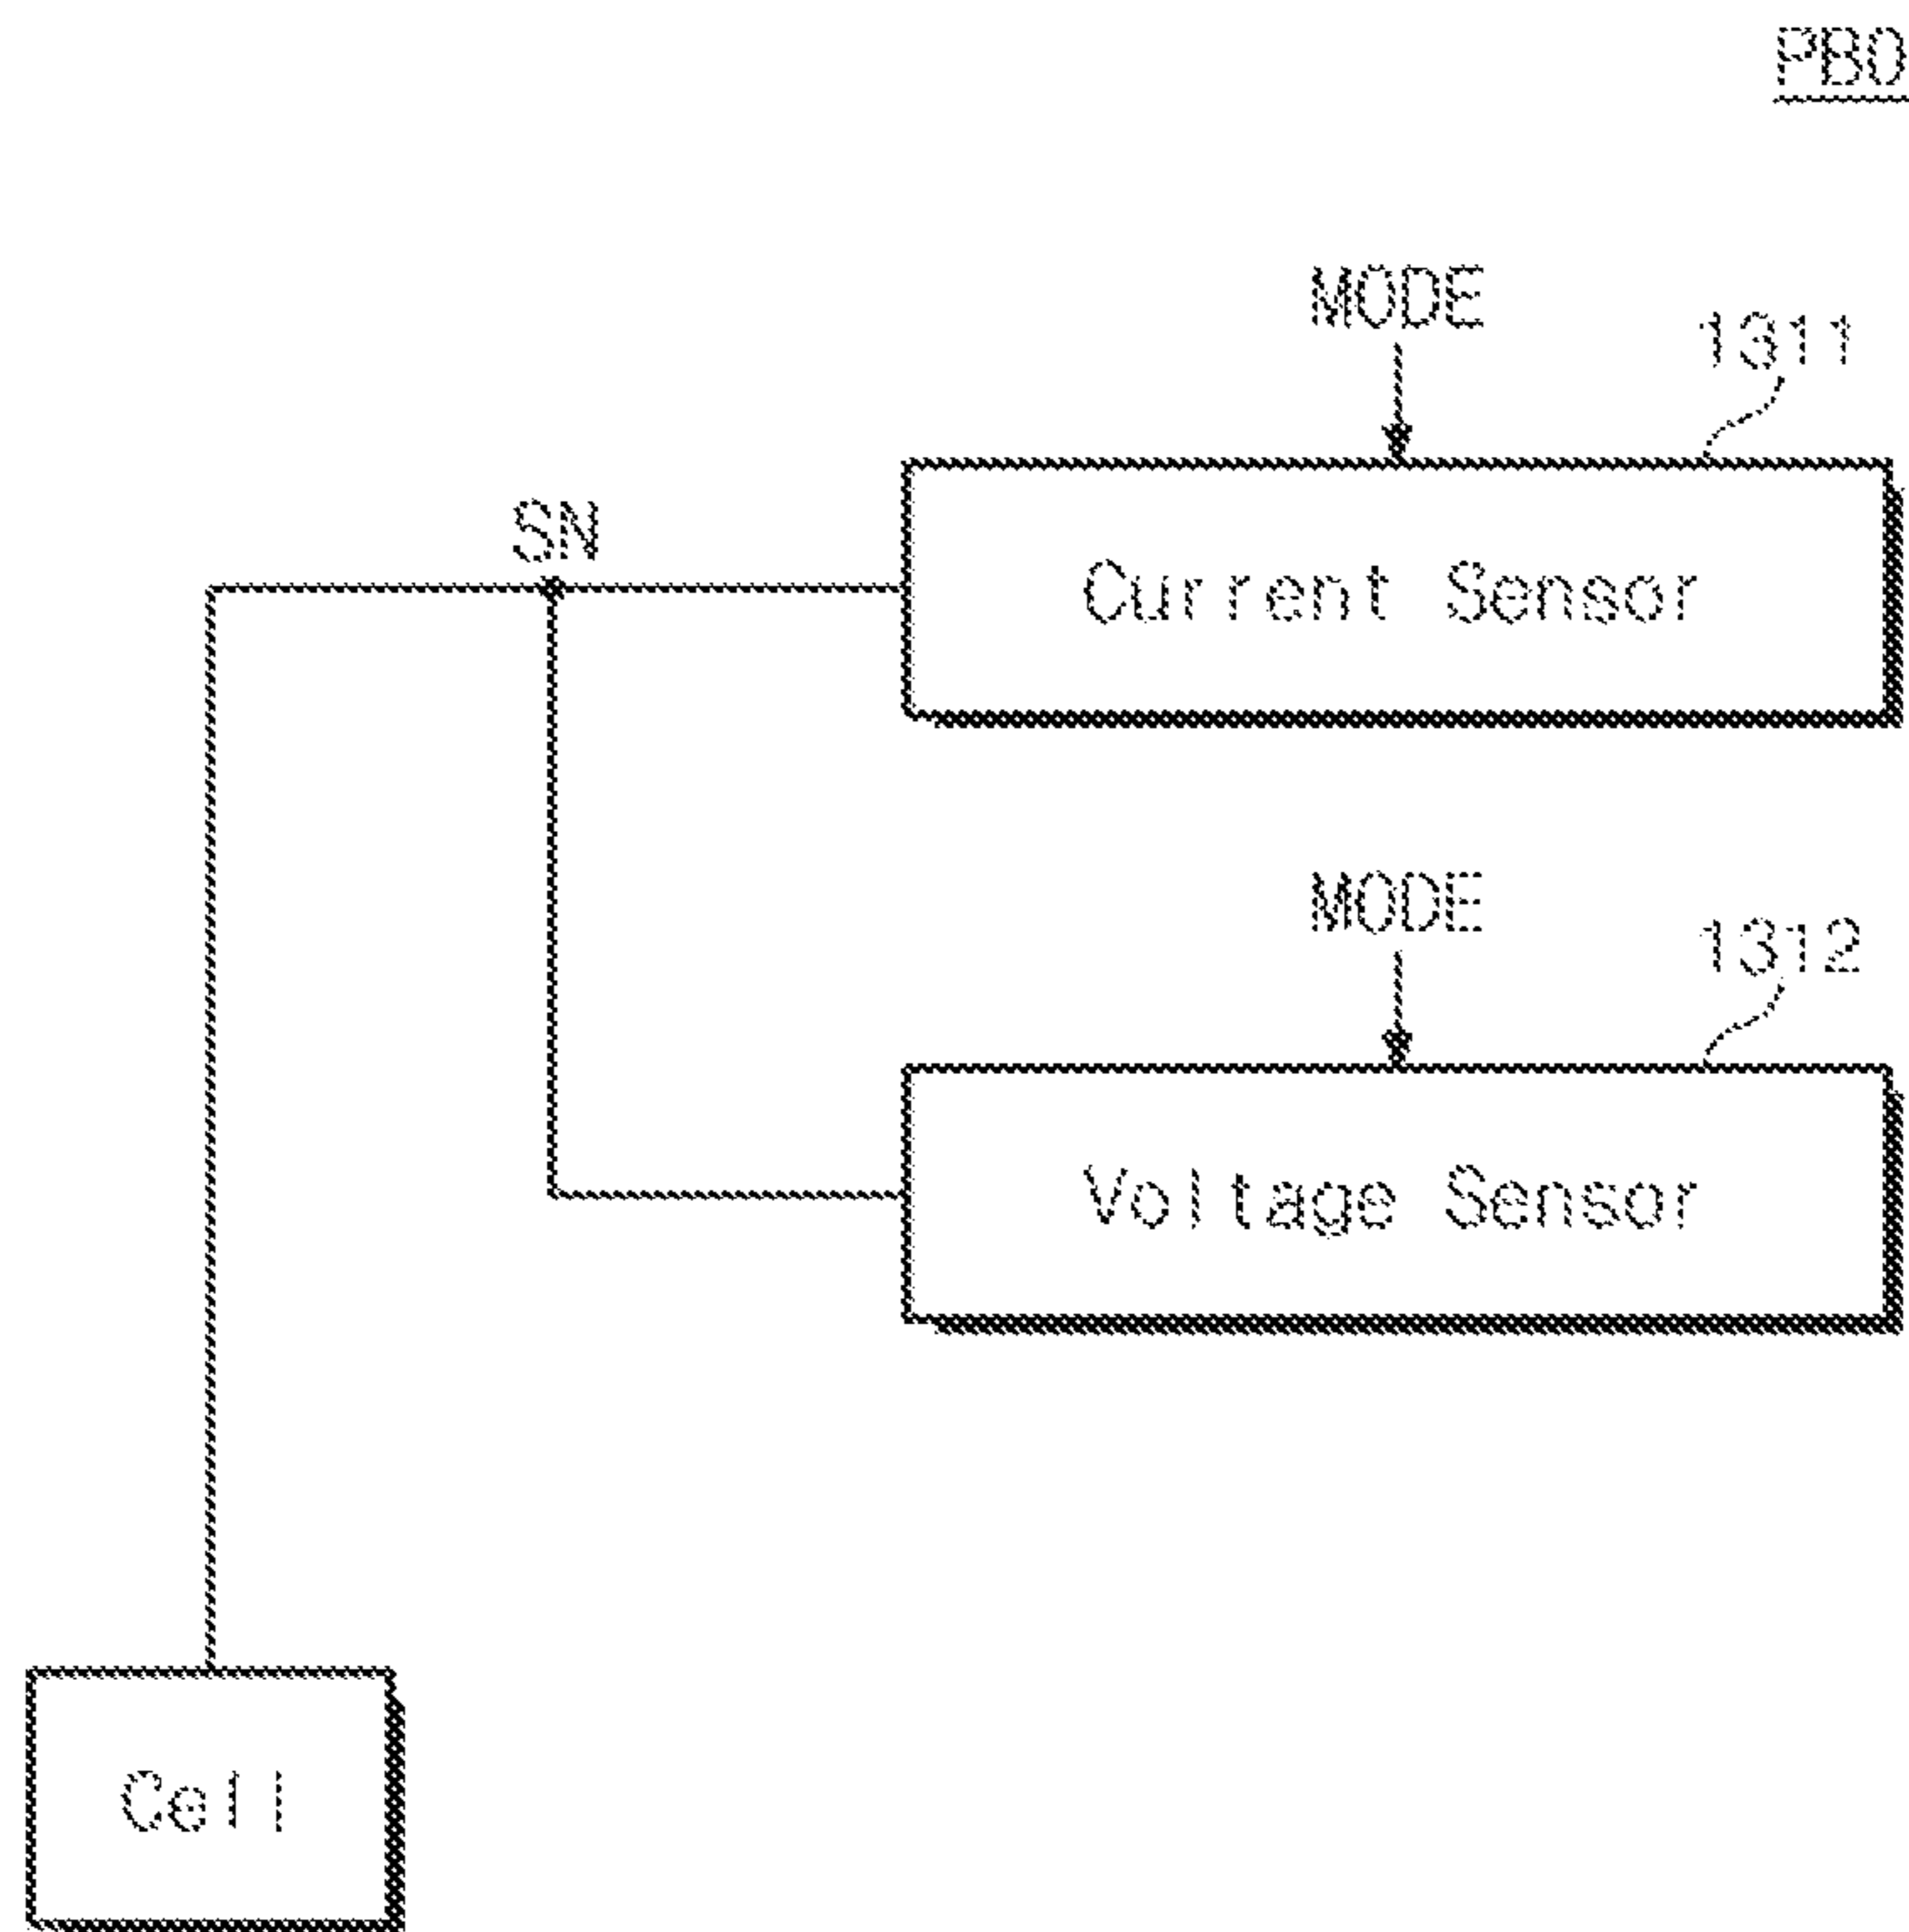 PB0
MODE
1311
SN
Current Sensor
MODE
1312
Voltage Sensor
Cell